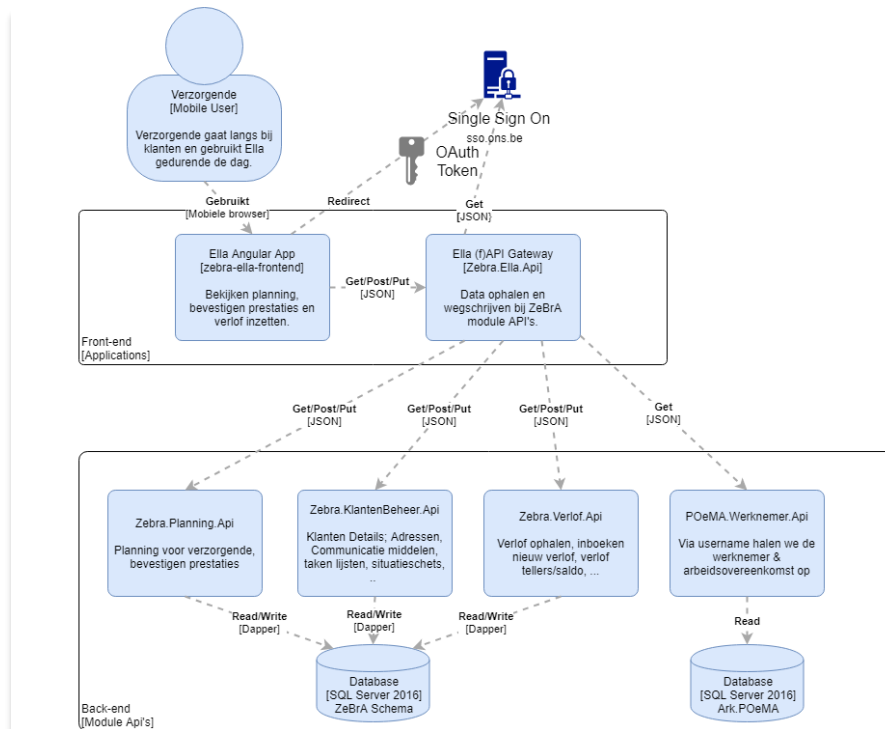 Verzorgende
[Mobile User]
Verzorgende gaat langs bij
klanten en gebruikt Ella
gedurende de dag.
Single Sign On
sso.ons.be
OAuth
Token
Gebruikt
[Mobiele browser]
Redirect
Get
[JSON]
Ella Angular App
[zebra-ella-frontend]
Bekijken planning,
bevestigen prestaties en
verlof inzetten.
Get/Post/Put
[JSON]
Ella (f)API Gateway
[Zebra.Ella.Api]
Data ophalen en
wegschrijven bij ZeBrA
module API's.
Front-end
[Applications]
Get/Post/Put
[JSON]
Get/Post/Put
[JSON]
Get/Post/Put
[JSON]
Get
[JSON]
Zebra.Planning.Api
Planning voor verzorgende,
bevestigen prestaties
Zebra.KlantenBeheer.Api
Klanten Details; Adressen,
Communicatie middelen,
taken lijsten, situatieschets,
..
Zebra.Verlof.Api
Verlof ophalen, inboeken
nieuw verlof, verlof
tellers/saldo, ...
POeMA.Werknemer.Api
Via username halen we de
werknemer &
arbeidsovereenkomst op
Read/Write
[Dapper]
Read/Write
[Dapper]
Read/Write
[Dapper]
Read
Database
[SQL Server 2016]
ZeBrA Schema
Database
[SQL Server 2016]
Ark.POeMA
Back-end
[Module Api's]